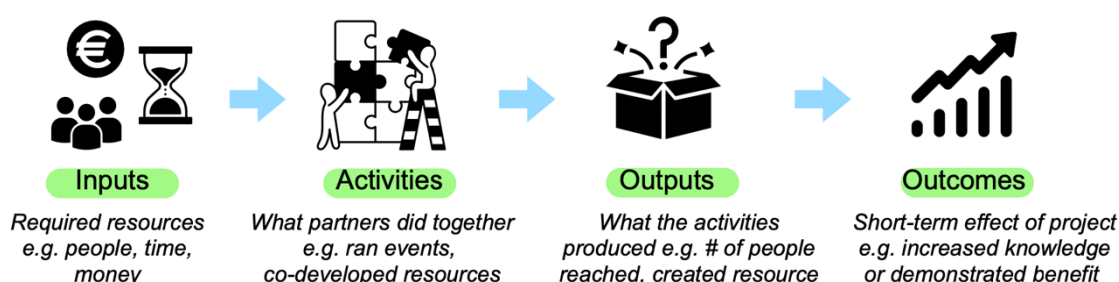 €
?
Inputs
Required resources
e.g. people, time,
money
Activities
What partners did together
e.g. ran events,
co-developed resources
Outputs
What the activities
produced e.g. # of people
reached, created resource
Outcomes
Short-term effect of project
e.g. increased knowledge
or demonstrated benefit